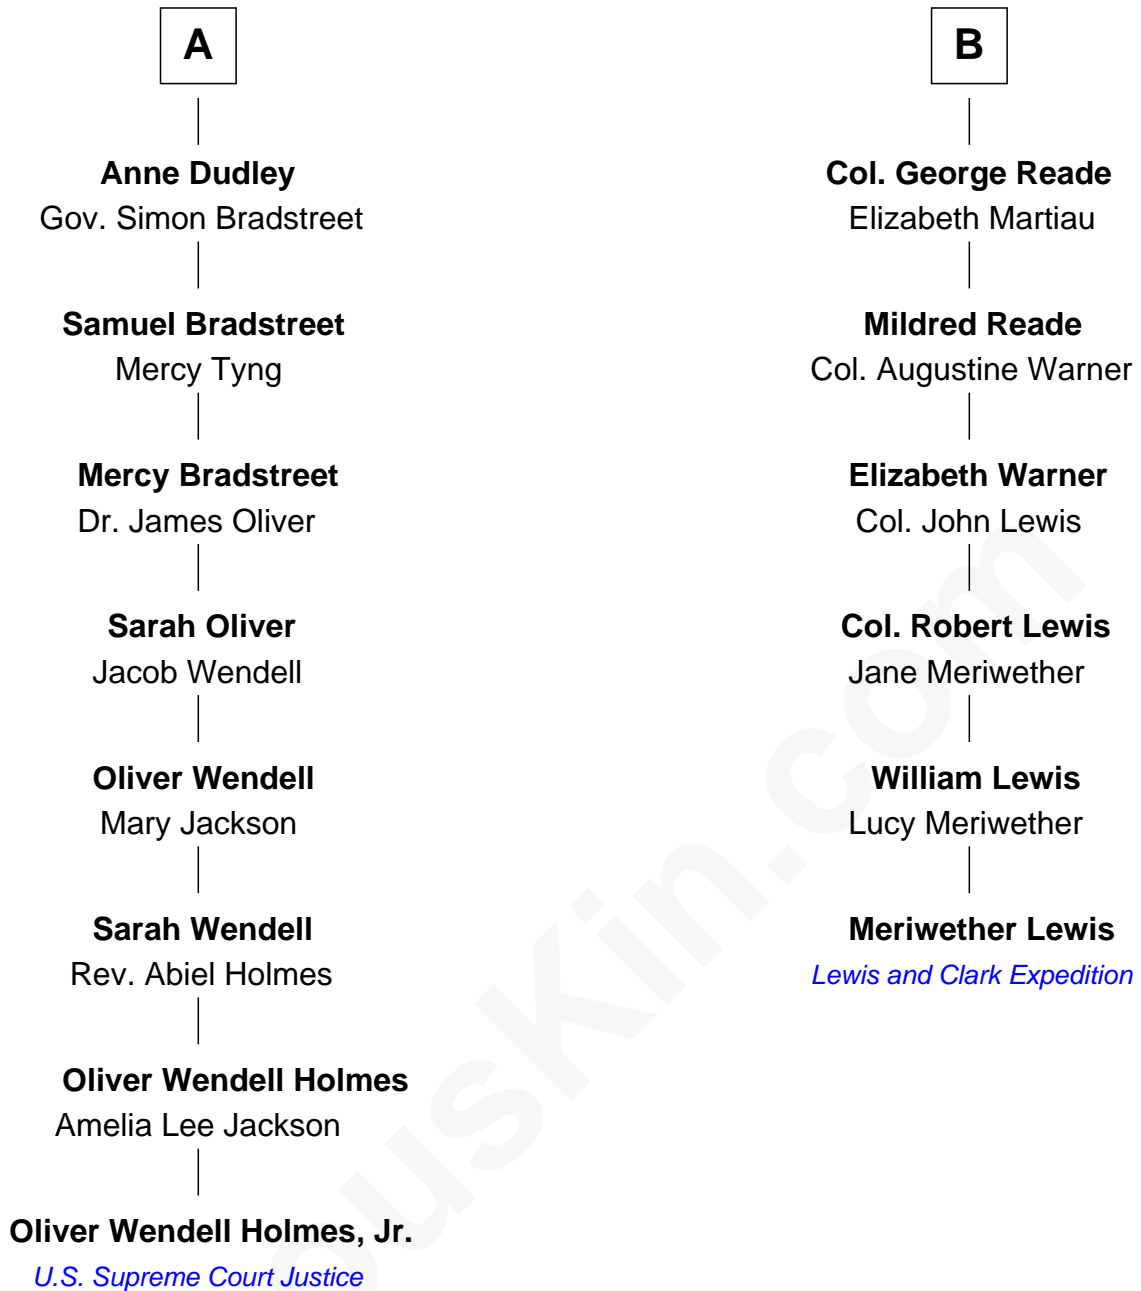 A
Anne Dudley
Gov. Simon Bradstreet
Samuel Bradstreet
Mercy Tyng
Mercy Bradstreet
Dr. James Oliver
Sarah Oliver
Jacob Wendell
Oliver Wendell
Mary Jackson
Sarah Wendell
Rev. Abiel Holmes
Oliver Wendell Holmes
Amelia Lee Jackson
Oliver Wendell Holmes, Jr.
U.S. Supreme Court Justice
B
Col. George Reade
Elizabeth Martiau
Mildred Reade
Col. Augustine Warner
Elizabeth Warner
Col. John Lewis
Col. Robert Lewis
Jane Meriwether
William Lewis
Lucy Meriwether
Meriwether Lewis
Lewis and Clark Expedition
ousKin.com